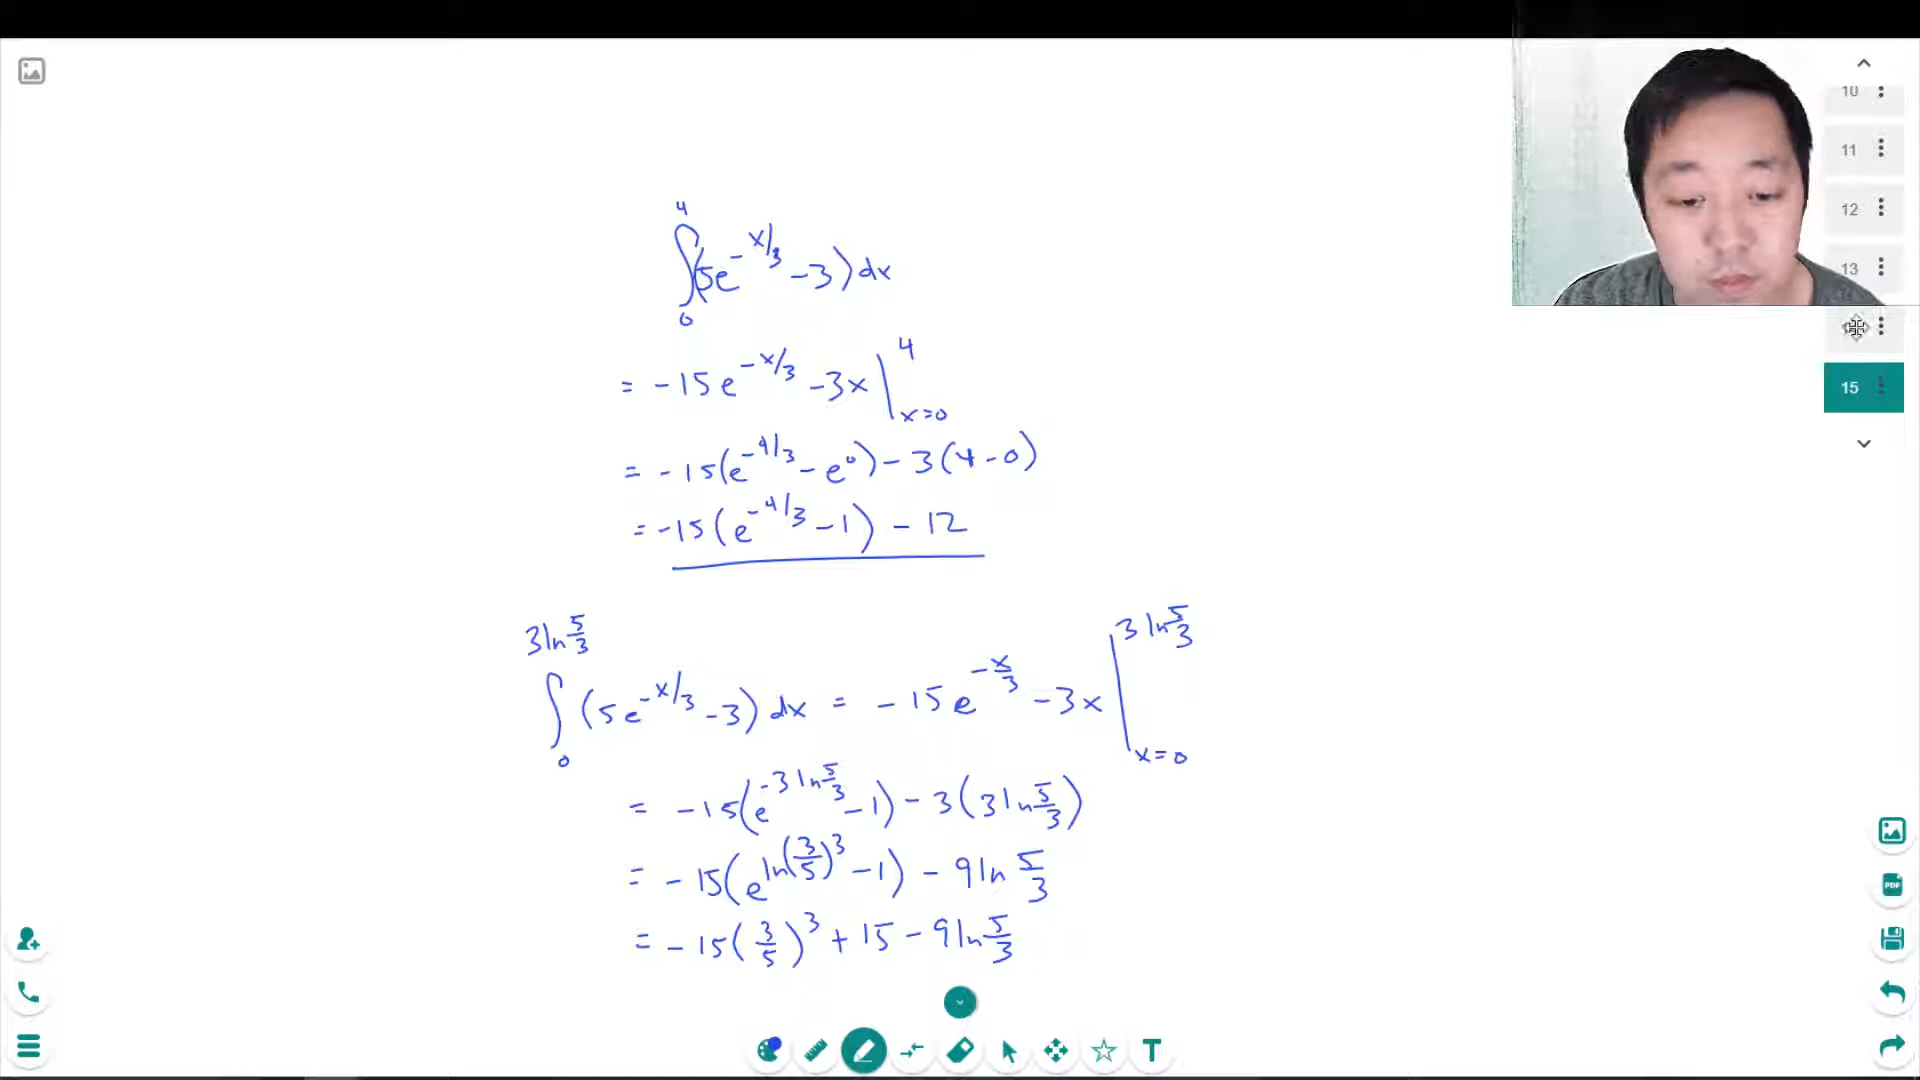 10
11
12
13
15
∫₀⁴(5e^{-x/3} -3)dx
= -15e^{-x/3} -3x |_{x=0}^{4}
= -15(e^{-4/3} - e⁰) - 3(4-0)
= -15(e^{-4/3} -1) - 12
∫₀^{3ln 5/3} (5e^{-x/3} -3)dx = -15e^{-x/3} -3x |_{x=0}^{3ln 5/3}
= -15(e^{-3ln 5/3} -1) - 3(3ln 5/3)
= -15(e^{ln(3/5)³} -1) - 9ln 5/3
= -15(3/5)³ + 15 - 9ln 5/3
PDF
T